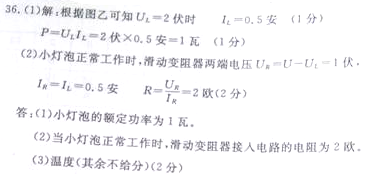 36.(1)解:根据图乙可知 U_L=2伏时 I_L=0.5安 (1分)
P=U_L I_L=2伏×0.5安=1瓦 (1分)
(2)小灯泡正常工作时,滑动变阻器两端电压 U_R=U-U_L=1伏,
I_R=I_L=0.5安 R=U_R/I_R=2欧(2分)
答:(1)小灯泡的额定功率为1瓦。
(2)当小灯泡正常工作时,滑动变阻器接入电路的电阻为2欧。
(3)温度(其余不给分)(2分)